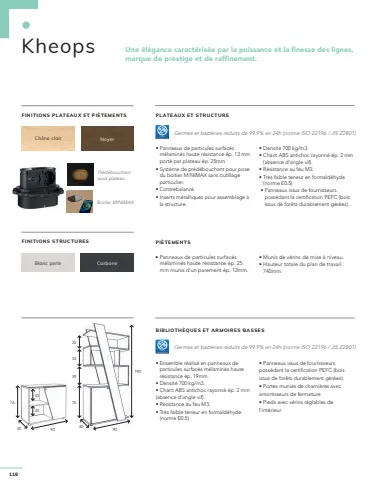 Kheops
Une élégance caractérisée par la puissance et la finesse des lignes,
marque de prestige et de raffinement.
FINITIONS PLATEAUX ET PIÈTEMENTS
Chêne clair
Noyer
Prédébouchant
sous plateau.
Boitier MINIMAX
FINITIONS STRUCTURES
Blanc perle
Carbone
PLATEAUX ET STRUCTURE
Germes et bactéries réduits de 99.9% en 24h (norme ISO 22196 / JIS Z2801)
• Panneaux de particules surfacés
mélaminés haute résistance ép. 12 mm
porté par plateau ép. 25mm.
• Système de prédébouchant pour pose
du boitier MINIMAX sans outillage
particulier.
• Contrebalancé.
• Inserts métalliques pour assemblage à
la structure.
• Densité 700 kg/m3.
• Chant ABS antichoc rayonné ép. 2 mm
(absence d'angle vif).
• Résistance au feu M3.
• Très faible teneur en formaldéhyde
(norme E0.5)
• Panneaux issus de fournisseurs
possédant la certification PEFC (bois
issus de forêts durablement gérées).
PIÈTEMENTS
• Panneaux de particules surfacés
mélaminés haute résistance ép. 25
mm munis d'un parement ép. 12mm.
• Munis de vérins de mise à niveau.
• Hauteur totale du plan de travail :
740mm.
BIBLIOTHÈQUES ET ARMOIRES BASSES
Germes et bactéries réduits de 99.9% en 24h (norme ISO 22196 / JIS Z2801)
• Ensemble réalisé en panneaux de
particules surfacés mélaminés haute
résistance ép. 19mm.
• Densité 700 kg/m3.
• Chant ABS antichoc rayonné ép. 2 mm
(absence d'angle vif).
• Résistance au feu M3.
• Très faible teneur en formaldéhyde
(norme E0.5)
• Panneaux issus de fournisseurs
possédant la certification PEFC (bois
issus de forêts durablement gérées).
• Portes munies de charnières avec
amortisseurs de fermeture
• Pieds avec vérins réglables de
l'intérieur
76
40
90
40
90
118